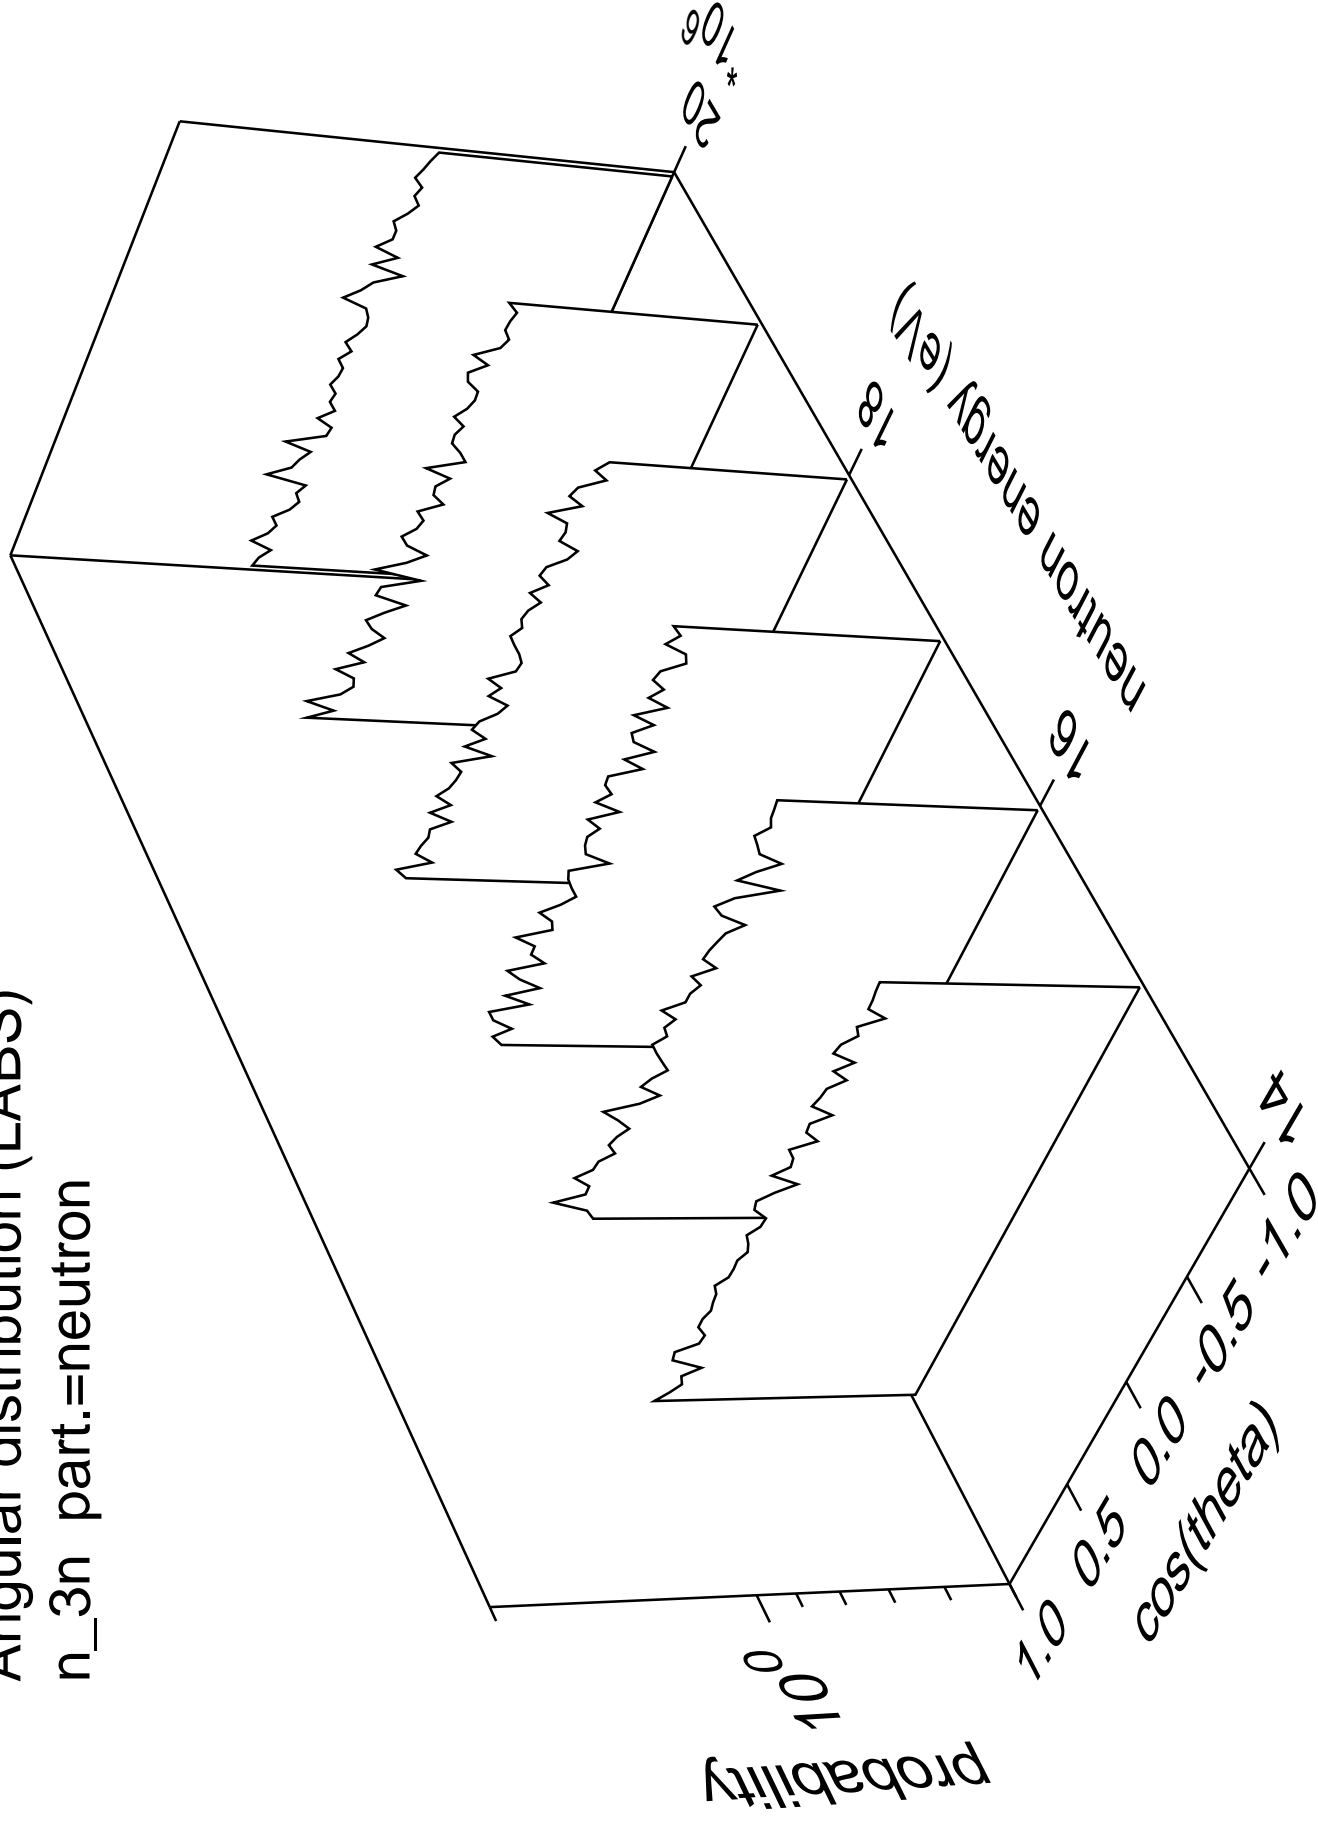 Angular distribution (LABS)
n_3n part.=neutron
probability
10^0
1.0 0.5 0.0 -0.5 -1.0
cos(theta)
14 16 18 20
*10^6
neutron energy (eV)